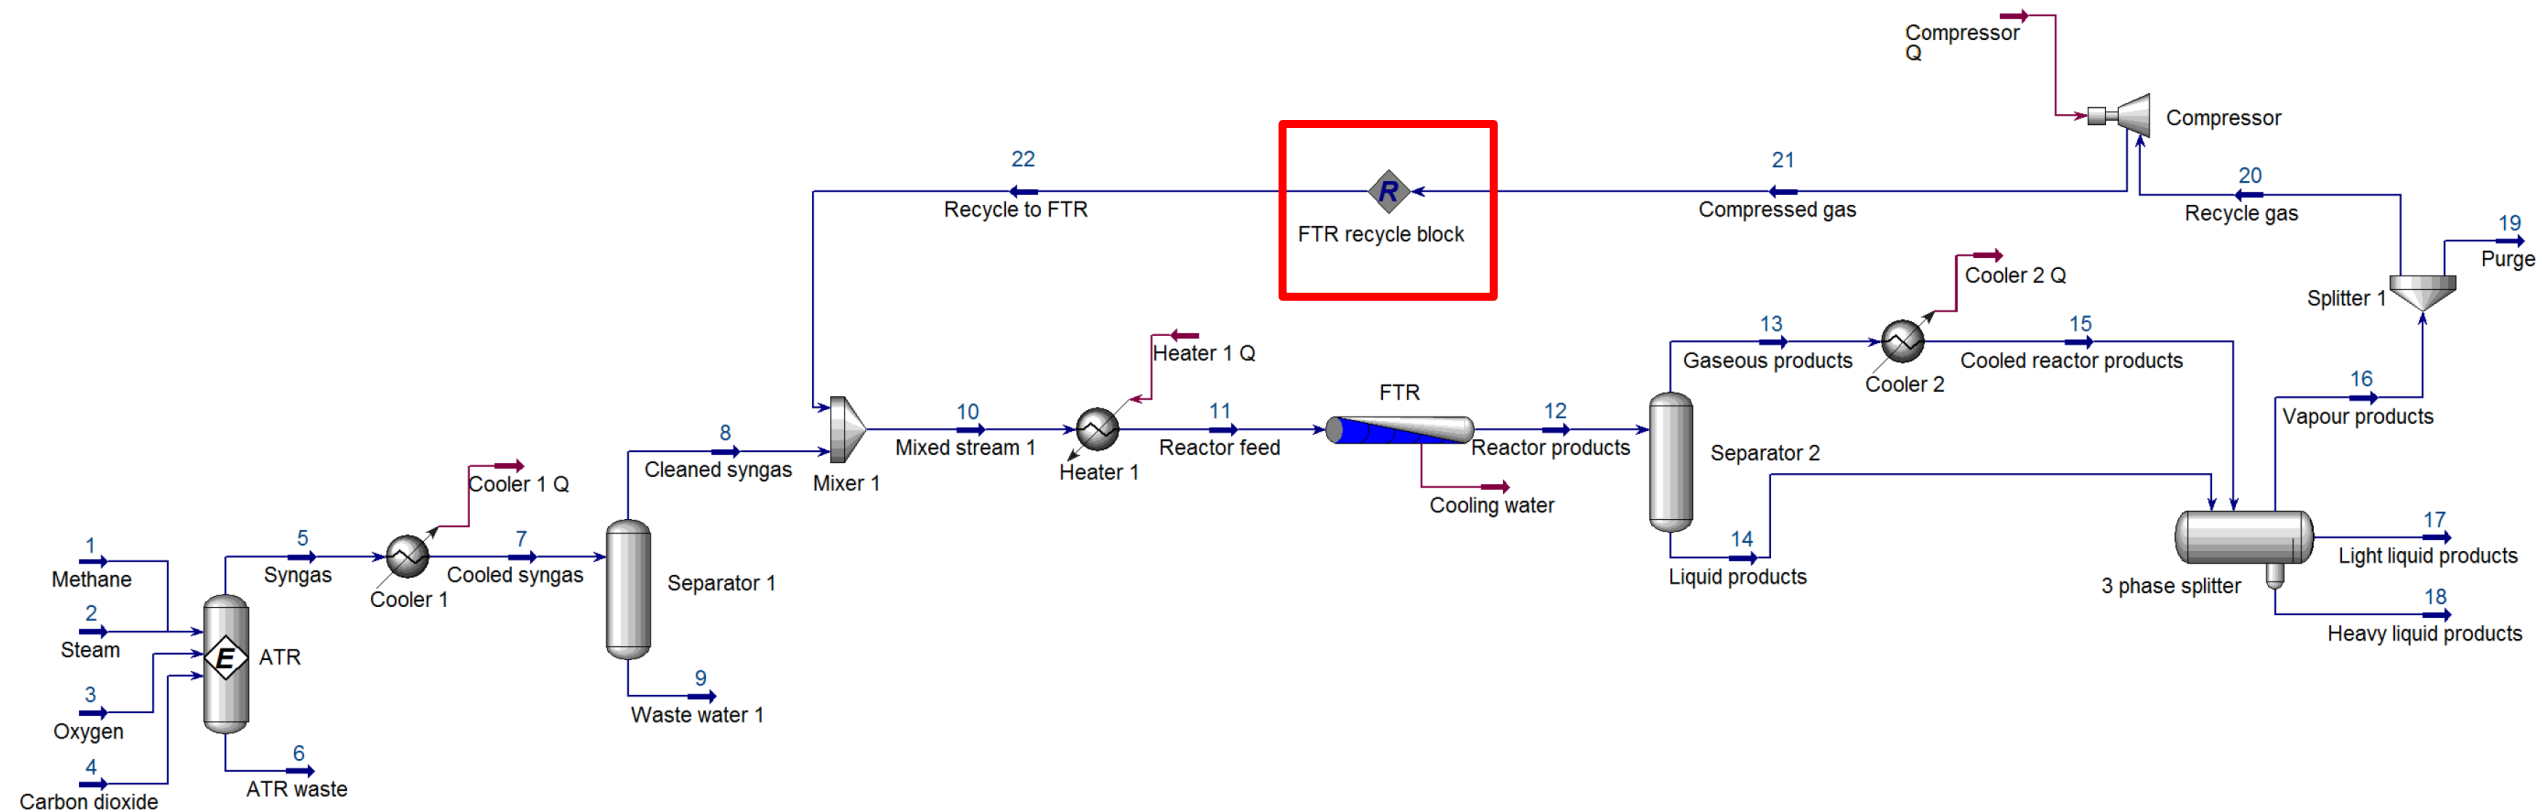 Compressor
Q
Compressor
22
21
20
Recycle to FTR
R
Compressed gas
Recycle gas
FTR recycle block
19
Purge
Cooler 2 Q
Splitter 1
13
15
Gaseous products
Cooler 2
Cooled reactor products
Heater 1 Q
FTR
16
Vapour products
8
10
11
12
Cleaned syngas
Mixer 1
Mixed stream 1
Heater 1
Reactor feed
Reactor products
Separator 2
Cooler 1 Q
Cooling water
1
Methane
5
Syngas
7
Cooled syngas
Cooler 1
Separator 1
14
Liquid products
17
Light liquid products
3 phase splitter
18
Heavy liquid products
2
Steam
E
ATR
3
Oxygen
9
Waste water 1
4
Carbon dioxide
6
ATR waste